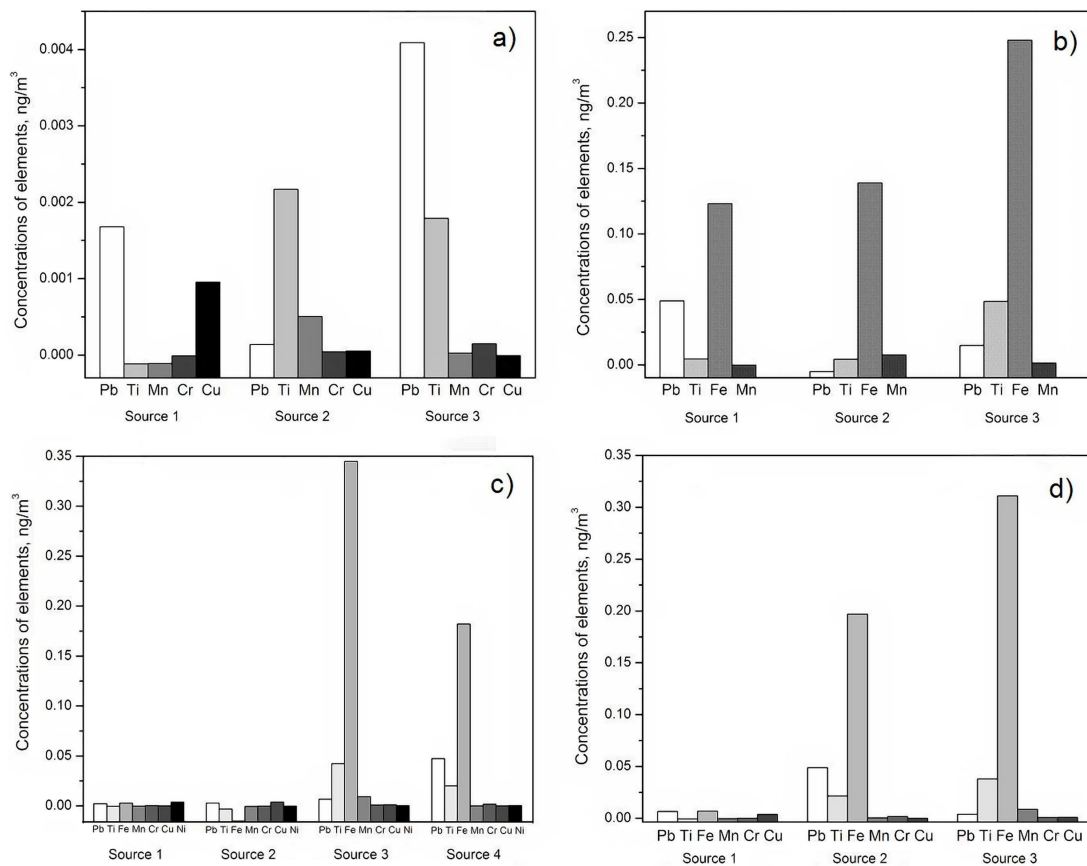 a)
Concentrations of elements, ng/m³
0.004
0.003
0.002
0.001
0.000
Pb Ti Mn Cr Cu Pb Ti Mn Cr Cu Pb Ti Mn Cr Cu
Source 1 Source 2 Source 3
b)
Concentrations of elements, ng/m³
0.25
0.20
0.15
0.10
0.05
0.00
Pb Ti Fe Mn Pb Ti Fe Mn Pb Ti Fe Mn
Source 1 Source 2 Source 3
c)
Concentrations of elements, ng/m³
0.35
0.30
0.25
0.20
0.15
0.10
0.05
0.00
Pb Ti Fe Mn Cr Cu Ni Pb Ti Fe Mn Cr Cu Ni Pb Ti Fe Mn Cr Cu Ni Pb Ti Fe Mn Cr Cu Ni
Source 1 Source 2 Source 3 Source 4
d)
Concentrations of elements, ng/m³
0.35
0.30
0.25
0.20
0.15
0.10
0.05
0.00
Pb Ti Fe Mn Cr Cu Pb Ti Fe Mn Cr Cu Pb Ti Fe Mn Cr Cu
Source 1 Source 2 Source 3